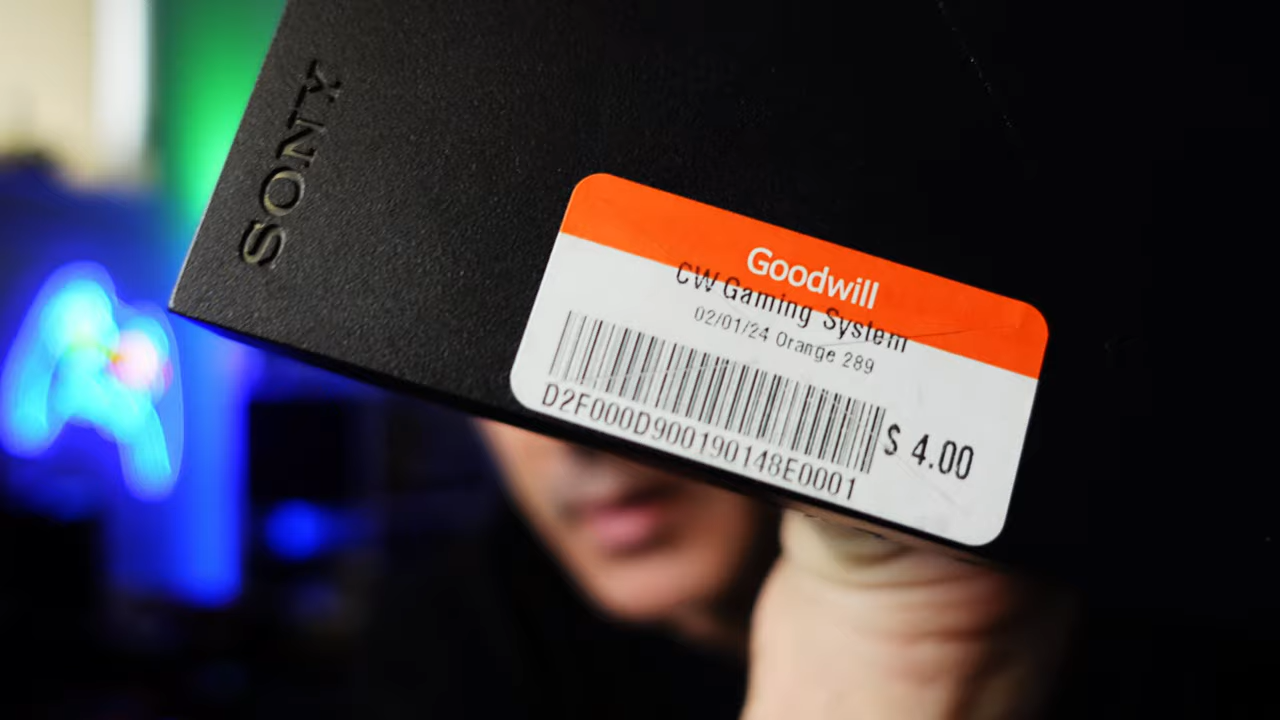 SONY
Goodwill
CW Gaming System
02/01/24 Orange 289
D2F000D900190148E0001
$ 4.00